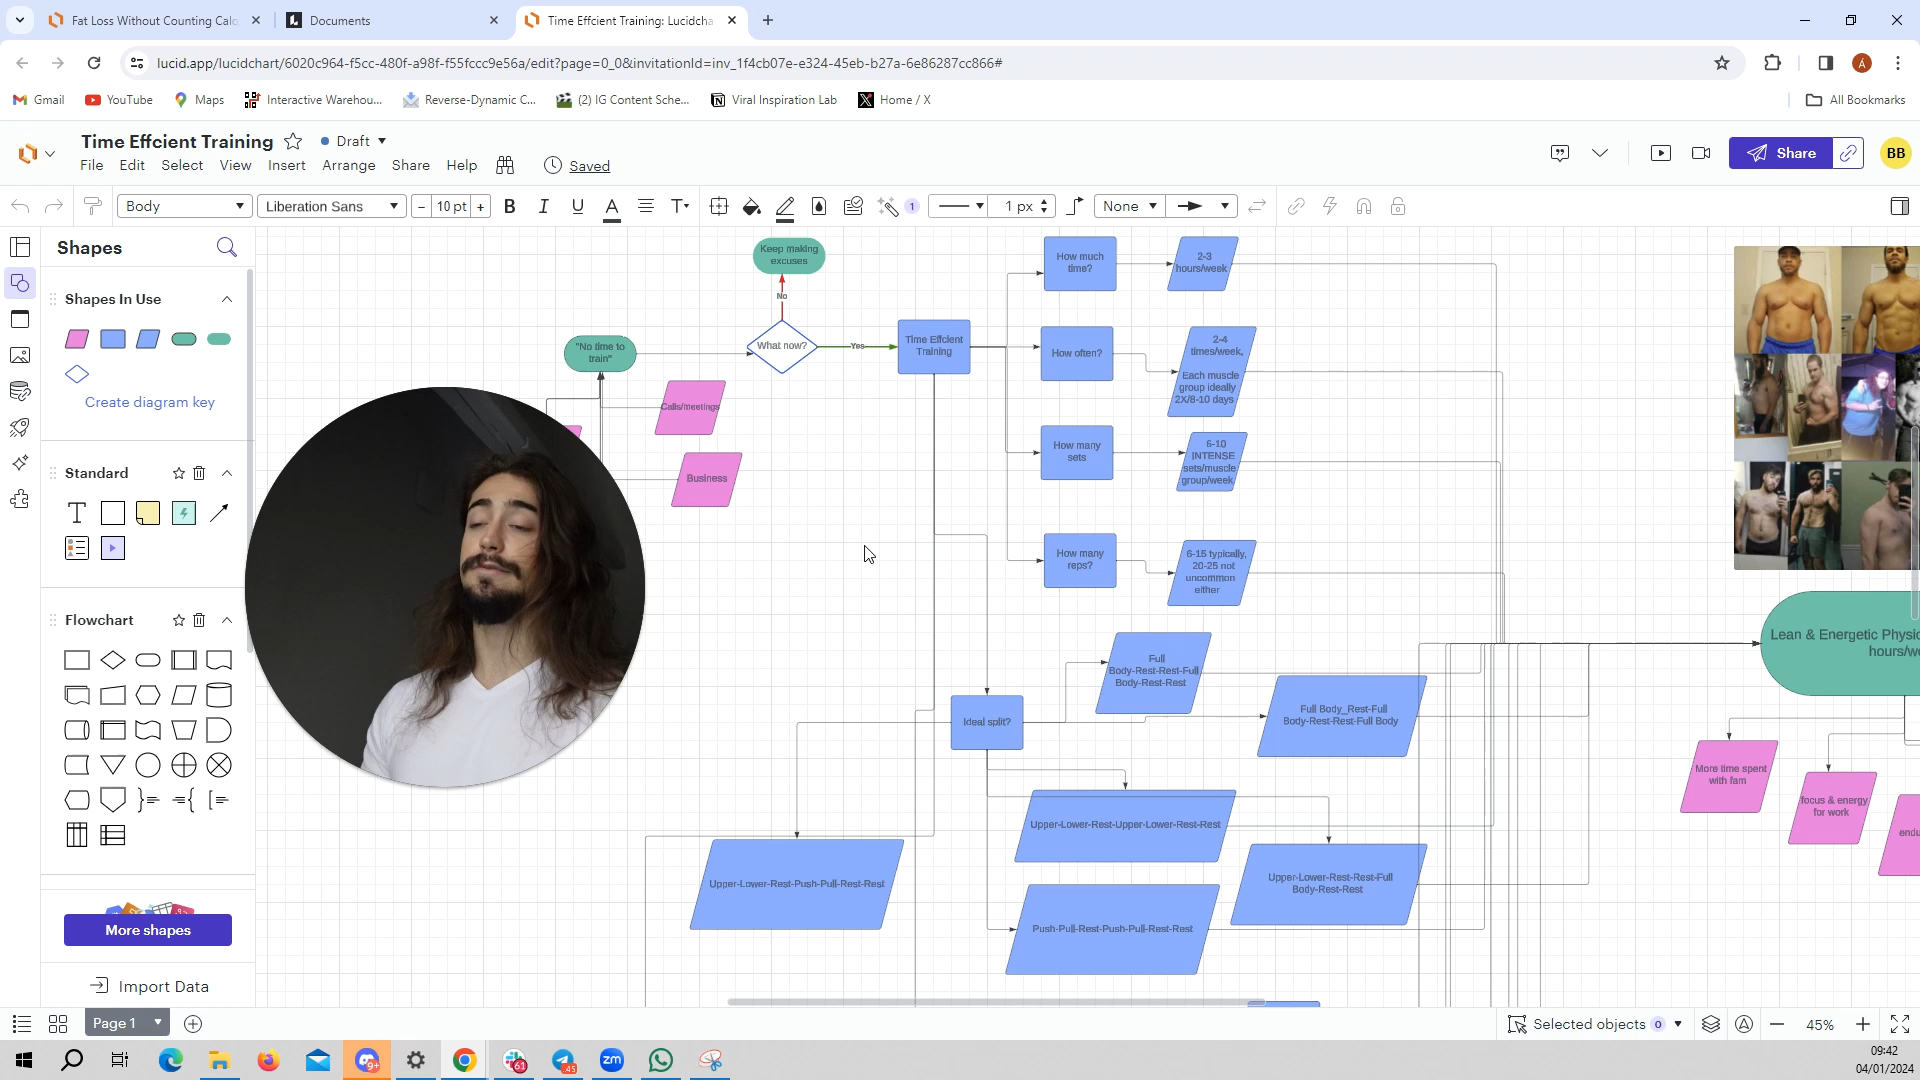 Fat Loss Without Counting Calo
Documents
Time Effcient Training: Lucidcha
lucid.app/lucidchart/6020c964-f5cc-480f-a98f-f55fccc9e56a/edit?page=0_0&invitationId=inv_1f4cb07e-e324-45eb-b27a-6e86287cc866#
Gmail
YouTube
Maps
Interactive Warehou...
Reverse-Dynamic C...
(2) IG Content Sche...
Viral Inspiration Lab
Home / X
All Bookmarks
Time Effcient Training
Draft
File Edit Select View Insert Arrange Share Help
Saved
Share
BB
Body
Liberation Sans
- 10 pt +
B I U A T
1
1 px
None
Shapes
Shapes In Use
Create diagram key
Standard
Flowchart
More shapes
Import Data
Keep making
excuses
No
"No time to
train"
What now?
Yes
Time Effcient
Training
Calls/meetings
Business
How much
time?
2-3
hours/week
How often?
2-4
times/week,
Each muscle
group ideally
2X/8-10 days
How many
sets
6-10
INTENSE
sets/muscle
group/week
How many
reps?
6-15 typically,
20-25 not
uncommon
either
Ideal split?
Full
Body-Rest-Rest-Full
Body-Rest-Rest
Full Body_Rest-Full
Body-Rest-Rest-Full Body
Upper-Lower-Rest-Upper-Lower-Rest-Rest
Upper-Lower-Rest-Push-Pull-Rest-Rest
Upper-Lower-Rest-Rest-Full
Body-Rest-Rest
Push-Pull-Rest-Push-Pull-Rest-Rest
Lean & Energetic Physi
hours/w
More time spent
with fam
focus & energy
for work
endu
Page 1
Selected objects 0
45%
9+
61
45
zm
09:42
04/01/2024